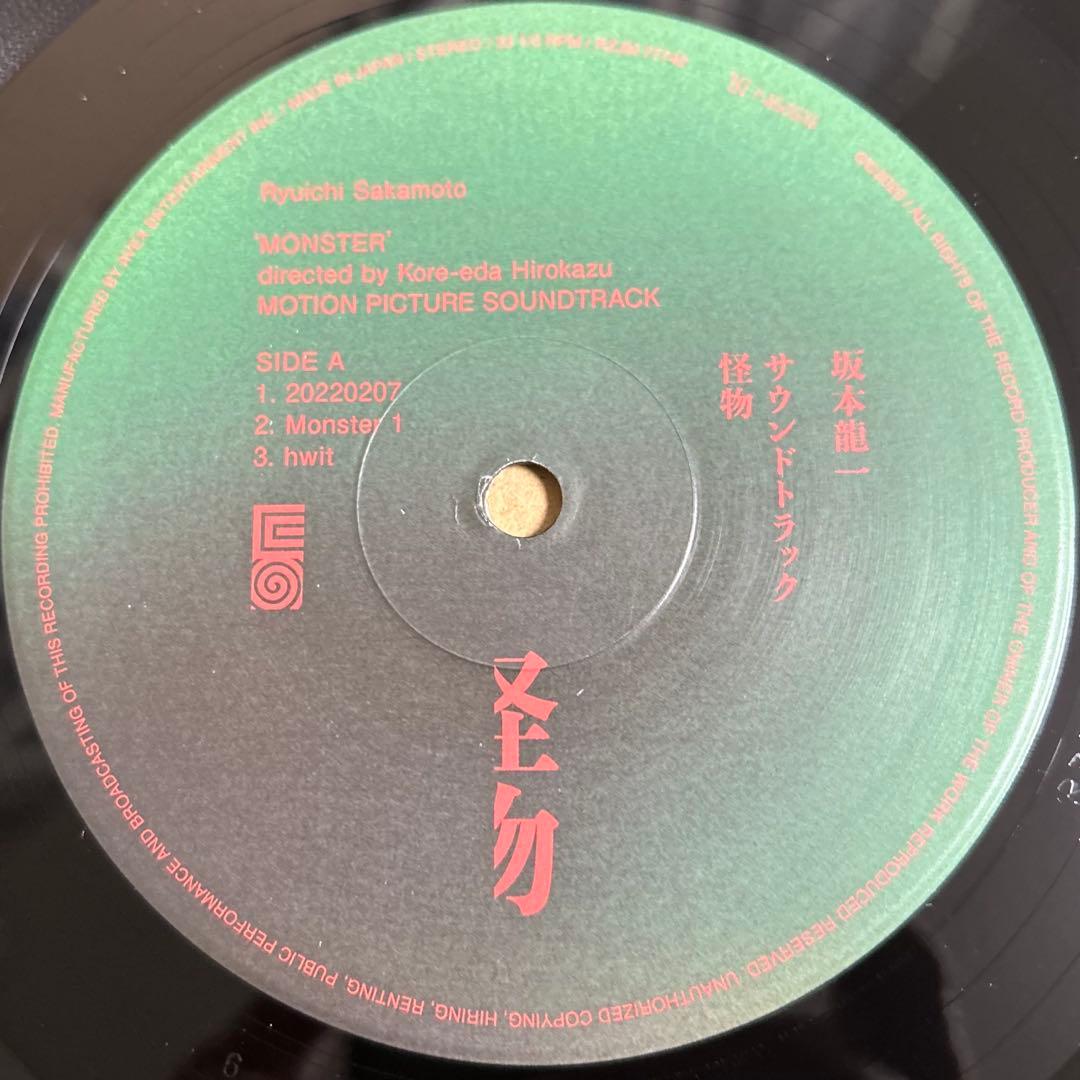 Ryuichi Sakamoto
'MONSTER'
directed by Kore-eda Hirokazu
MOTION PICTURE SOUNDTRACK
SIDE A
1. 20220207
2. Monster 1
3. hwit
坂本龍一
サウンドトラック
怪物
怪物
ALL RIGHTS OF THE RECORD PRODUCER AND OF THE OWNER OF THE WORK REPRODUCED RESERVED. UNAUTHORIZED COPYING, HIRING, RENTING, PUBLIC PERFORMANCE AND BROADCASTING OF THIS RECORDING PROHIBITED. MANUFACTURED BY AVEX ENTERTAINMENT INC. / MADE IN JAPAN / STEREO / 33 1/3 RPM /
6